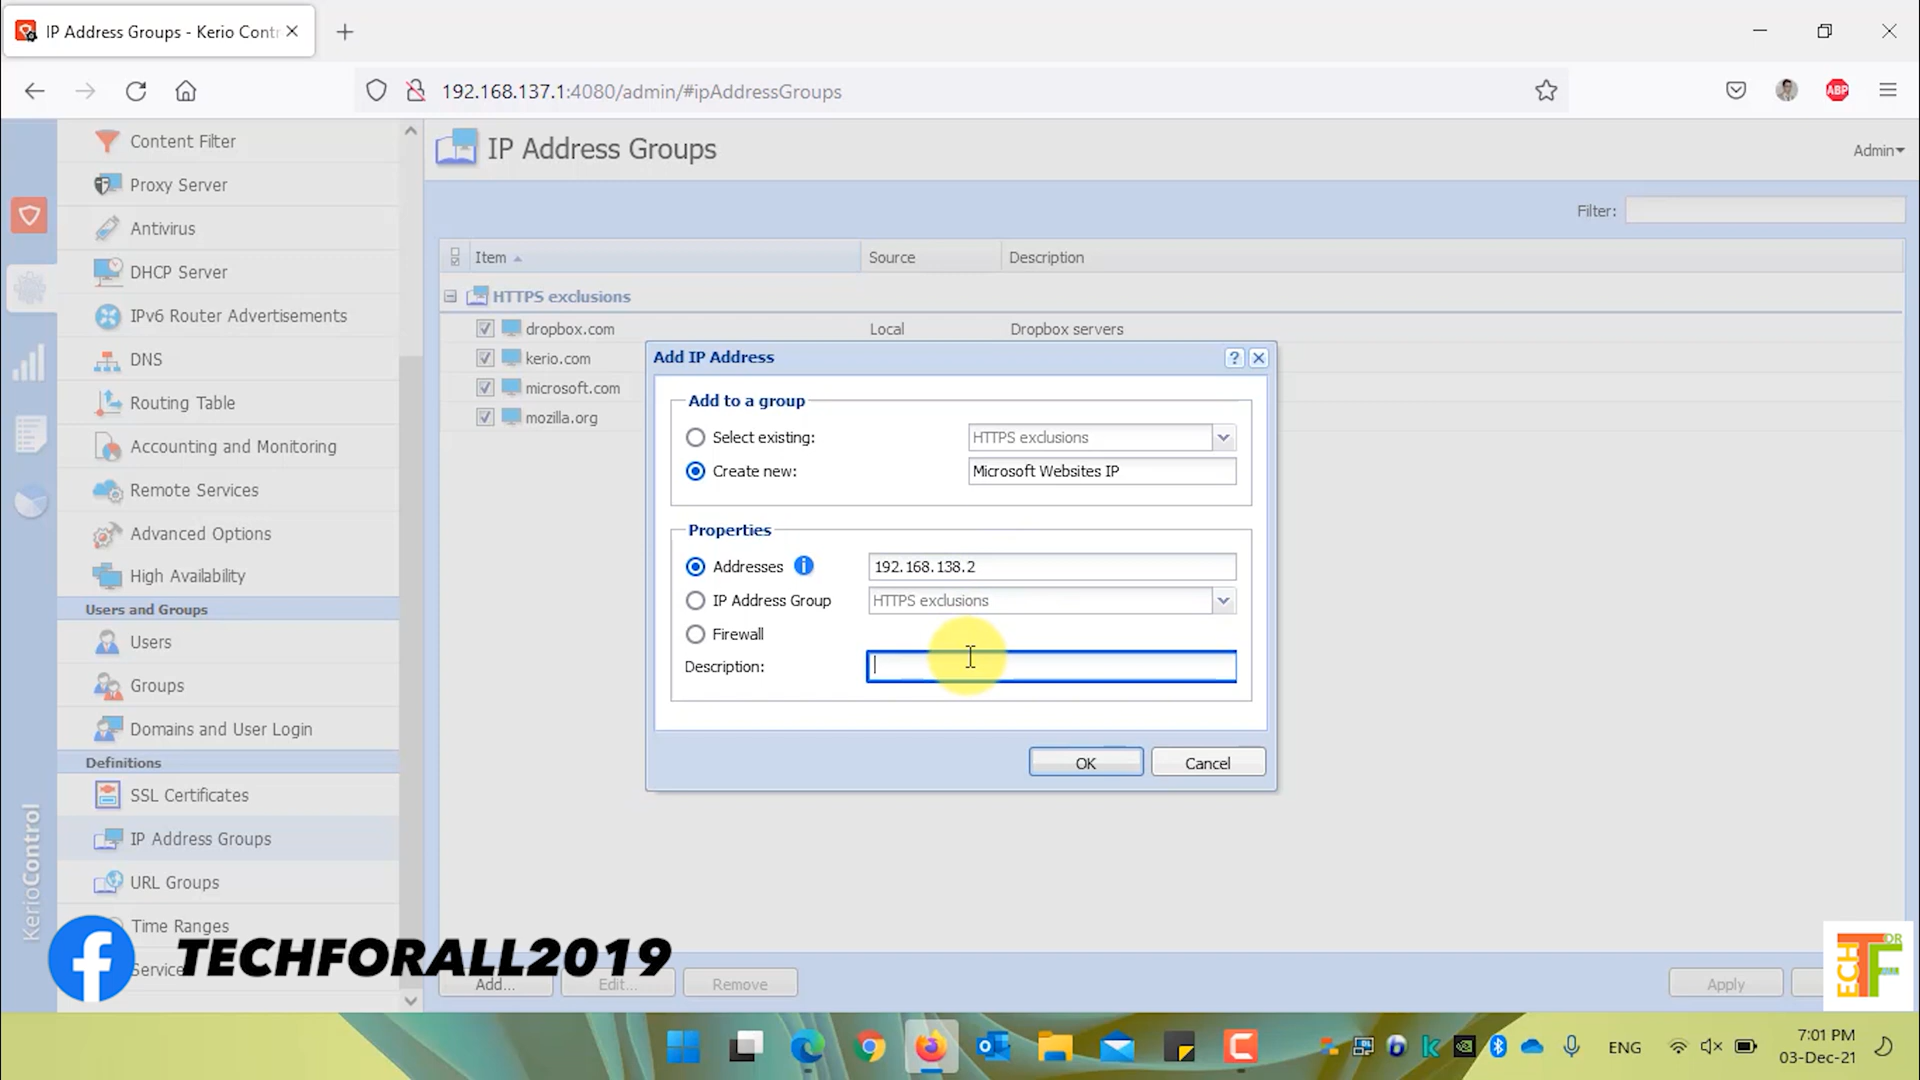 IP Address Groups - Kerio Contr
192.168.137.1:4080/admin/#ipAddressGroups
ABP
Content Filter
Proxy Server
Antivirus
DHCP Server
IPv6 Router Advertisements
DNS
Routing Table
Accounting and Monitoring
Remote Services
Advanced Options
High Availability
Users and Groups
Users
Groups
Domains and User Login
Definitions
SSL Certificates
IP Address Groups
URL Groups
Time Ranges
Service
KerioControl
IP Address Groups
Admin
Filter:
Item Source Description
HTTPS exclusions
dropbox.com Local Dropbox servers
kerio.com
microsoft.com
mozilla.org
Add IP Address
Add to a group
Select existing: HTTPS exclusions
Create new: Microsoft Websites IP
Properties
Addresses 192.168.138.2
IP Address Group HTTPS exclusions
Firewall
Description:
OK Cancel
TECHFORALL2019
Add... Edit... Remove Apply
ENG
7:01 PM
03-Dec-21